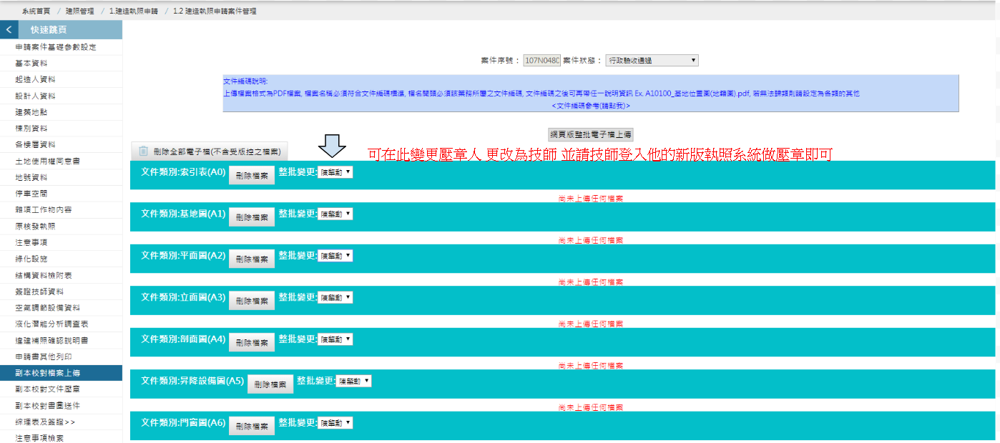 系統首頁 / 建照管理 / 1.建造執照申請 / 1.2 建造執照申請案件管理
快速跳頁
申請案件基礎參數設定
基本資料
起造人資料
設計人資料
建築地點
棟別資料
各樓層資料
土地使用權同意書
地號資料
停車空間
雜項工作物內容
原核發執照
注意事項
綠化設施
結構資料檢附表
簽證技師資料
空氣調節設備資料
液化潛能分析調查表
違建補照確認說明書
申請書其他列印
副本校對檔案上傳
副本校對文件壓章
副本校對書圖送件
綜理表及簽證>>
注意事項檢案
案件序號： 107N0480 案件狀態： 行政驗收通過
文件編碼說明:
上傳檔案格式為PDF檔案, 檔案名稱必須符合文件編碼標準, 檔名開頭必須該業務所屬之文件編碼, 文件編碼之後可再帶任一說明資訊 Ex. A10100_基地位置圖(地籍圖).pdf, 若無法歸類則請設定為各類的其他
<文件編碼參考(請點我)>
網頁版整批電子檔上傳
刪除全部電子檔(不含受版控之檔案)
可在此變更壓章人 更改為技師 並請技師登入他的新版執照系統做壓章即可
文件類別:索引表(A0) 刪除檔案 整批變更:
尚未上傳任何檔案
文件類別:基地圖(A1) 刪除檔案 整批變更:
尚未上傳任何檔案
文件類別:平面圖(A2) 刪除檔案 整批變更:
尚未上傳任何檔案
文件類別:立面圖(A3) 刪除檔案 整批變更:
尚未上傳任何檔案
文件類別:剖面圖(A4) 刪除檔案 整批變更:
尚未上傳任何檔案
文件類別:昇降設備圖(A5) 刪除檔案 整批變更:
尚未上傳任何檔案
文件類別:門窗圖(A6) 刪除檔案 整批變更: